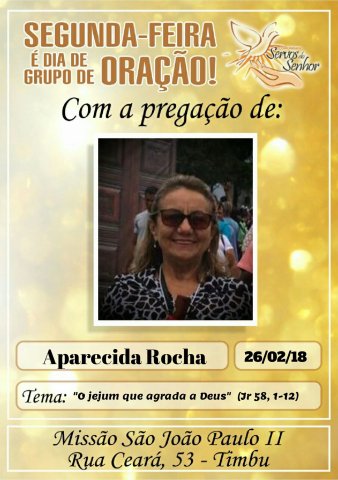 SEGUNDA-FEIRA
É DIA DE
GRUPO DE ORAÇÃO!
Servos do
Senhor
Com a pregação de:
Aparecida Rocha
26/02/18
Tema: "O jejum que agrada a Deus" (Jr 58, 1-12)
Missão São João Paulo II
Rua Ceará, 53 - Timbu